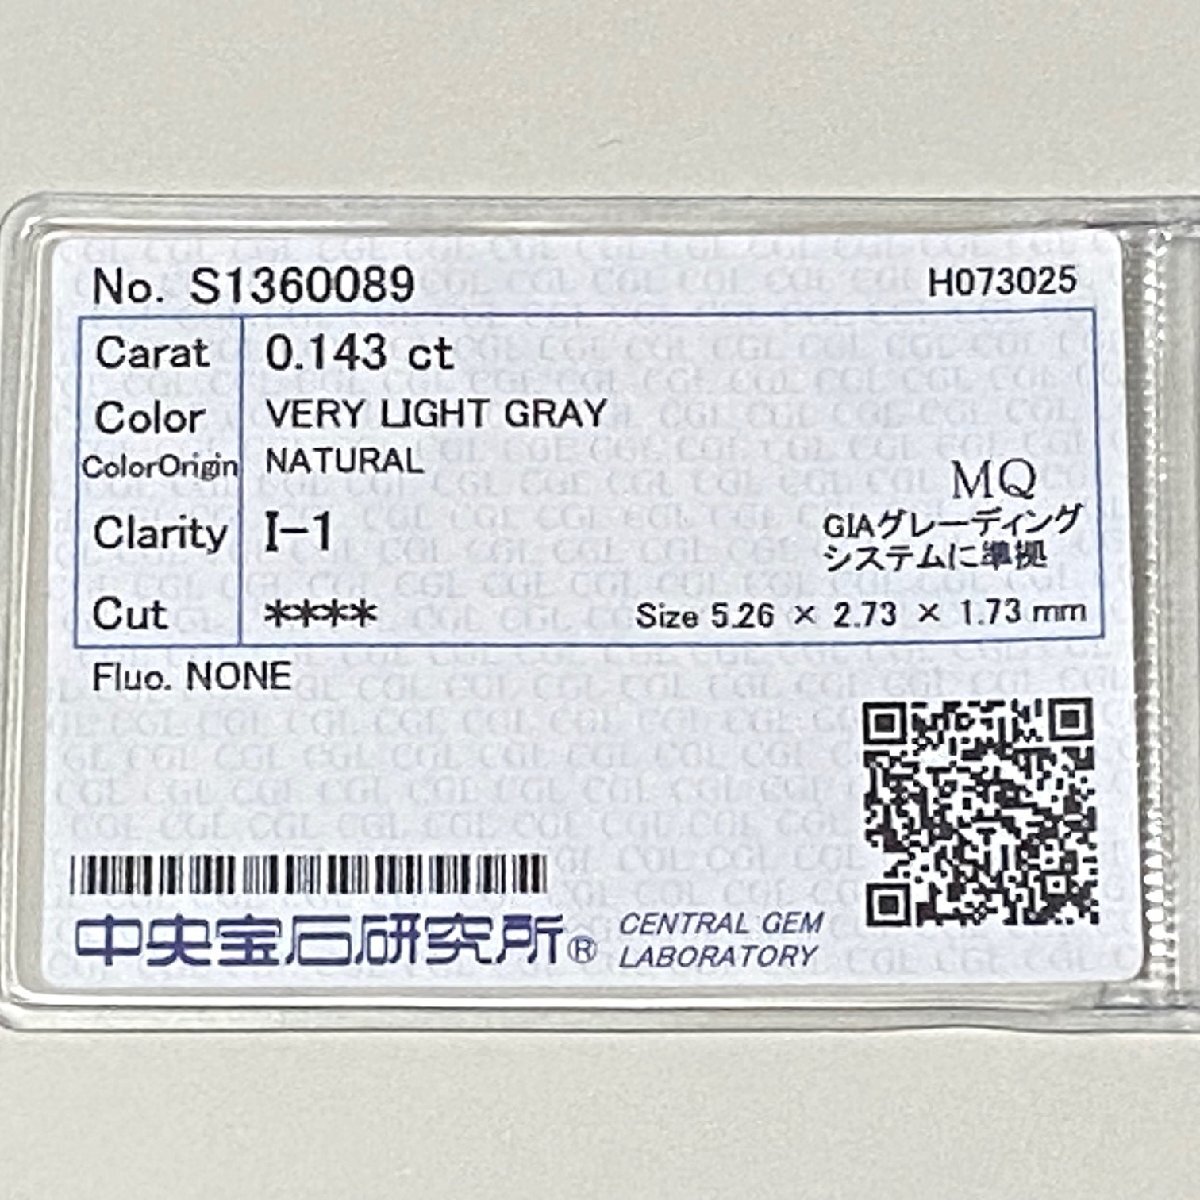 No. S1360089 H073025
Carat 0.143 ct
Color VERY LIGHT GRAY
ColorOrigin NATURAL
MQ
Clarity I-1
GIAグレーディング
システムに準拠
Cut **** Size 5.26 × 2.73 × 1.73 mm
Fluo. NONE
中央宝石研究所® CENTRAL GEM
LABORATORY